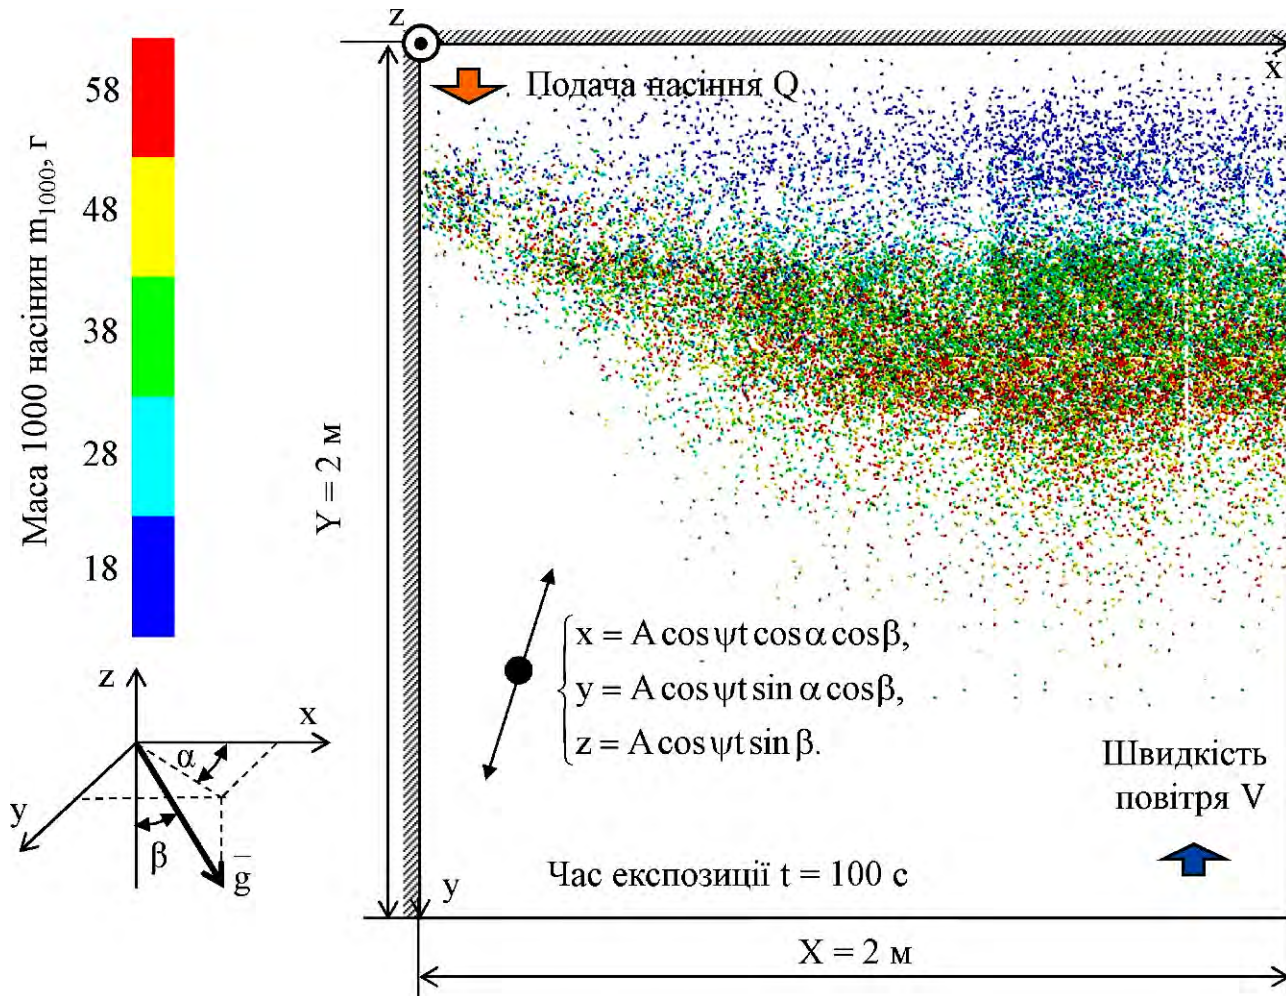 z
x
Подача насіння Q
Маса 1000 насінин m₁₀₀₀, г
58
48
38
28
18
Y = 2 м
x = A cos ψt cos α cos β,
y = A cos ψt sin α cos β,
z = A cos ψt sin β.
z
x
α
y
β
g̅
Швидкість
повітря V
Час експозиції t = 100 с
y
X = 2 м